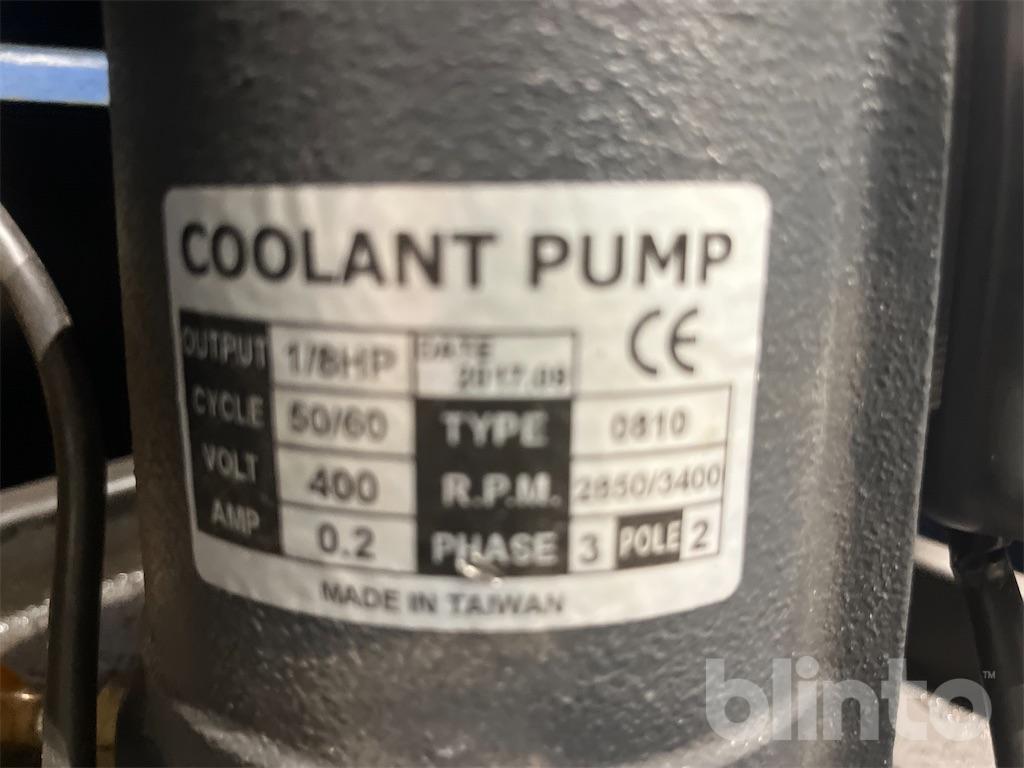 COOLANT PUMP
CE
OUTPUT 1/8HP DATE 2017.09
CYCLE 50/60 TYPE 0810
VOLT 400 R.P.M. 2850/3400
AMP 0.2 PHASE 3 POLE 2
MADE IN TAIWAN
blinto™